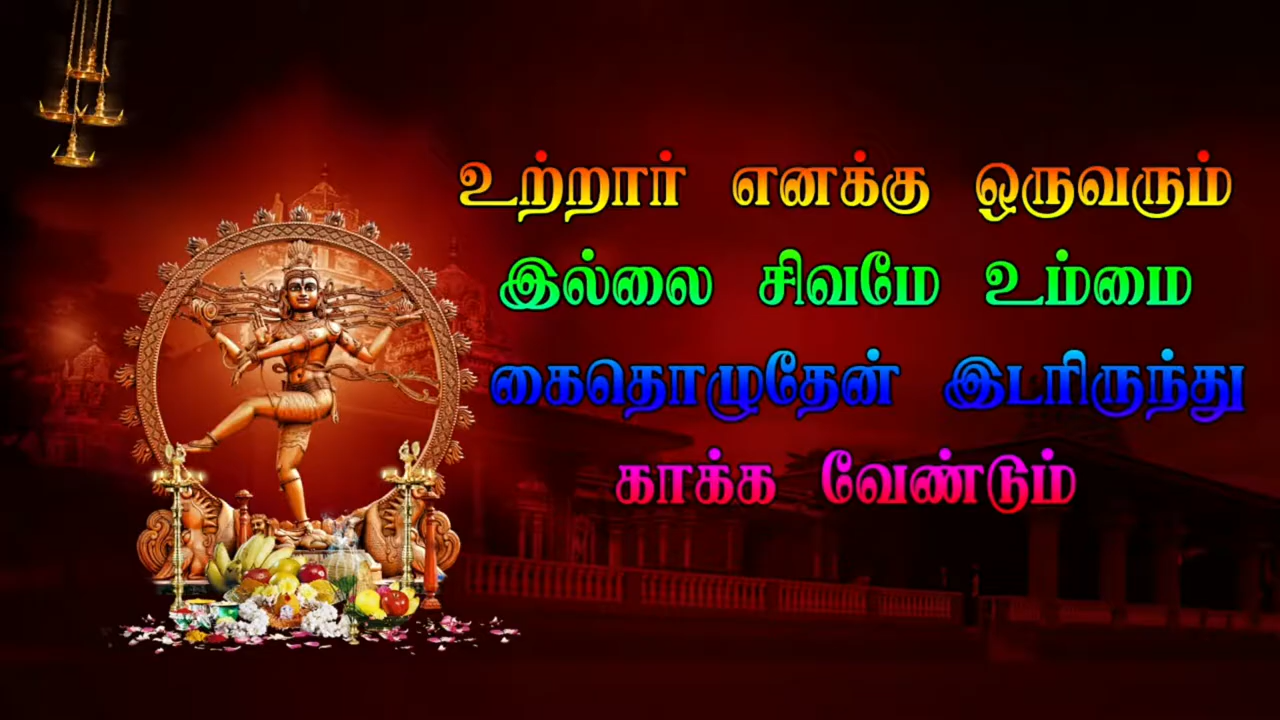 உற்றார் எனக்கு ஒருவரும்
இல்லை சிவமே உம்மை
கைதொழுதேன் இடரிருந்து
காக்க வேண்டும்